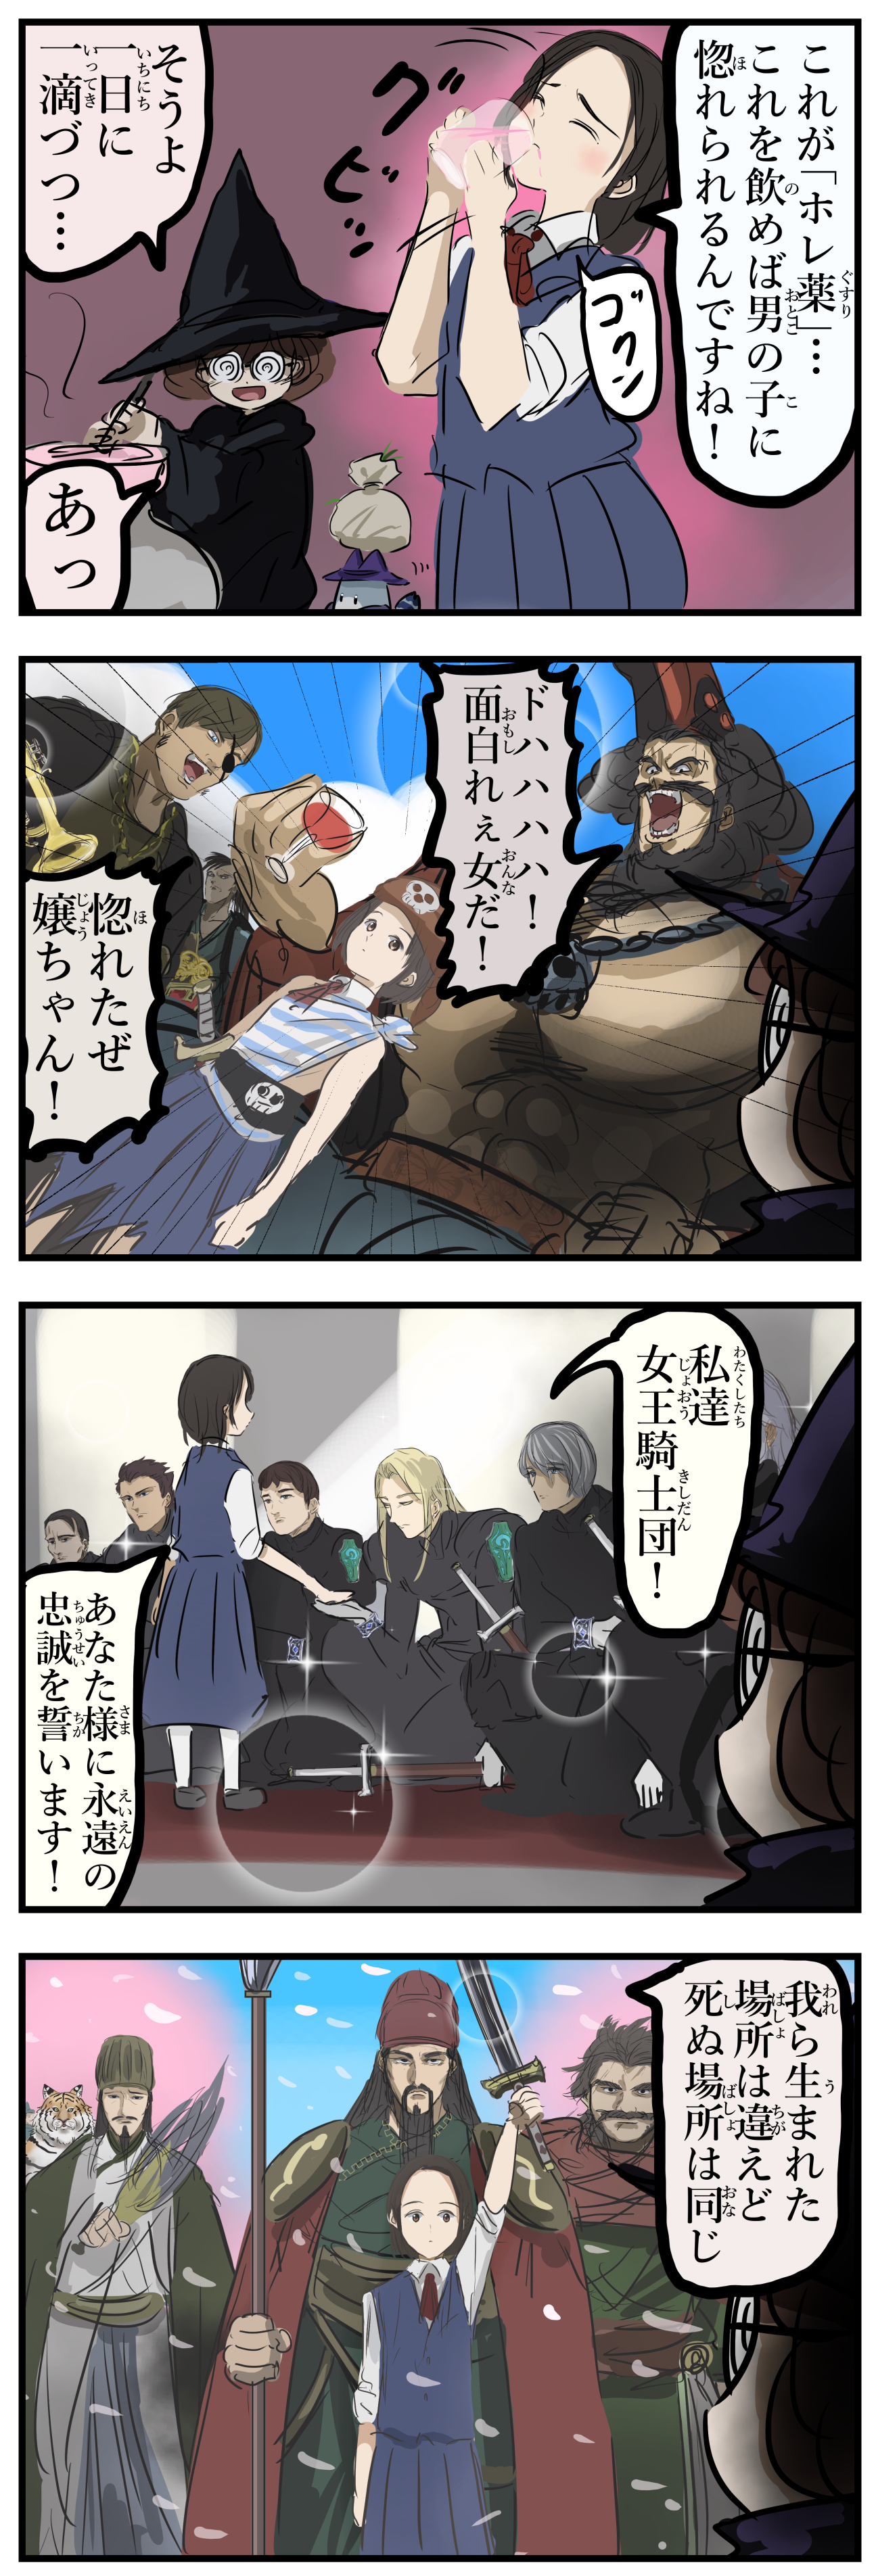 これが「ホレ薬」…
これを飲めば男の子に
惚れられるんですね！
ゴクン
グビッ
そうよ
一日に
一滴づつ…
あっ
ドハハハハ！
面白れぇ女だ！
惚れたぜ
嬢ちゃん！
私達
女王騎士団！
あなた様に永遠の
忠誠を誓います！
我ら生まれた
場所は違えど
死ぬ場所は同じ